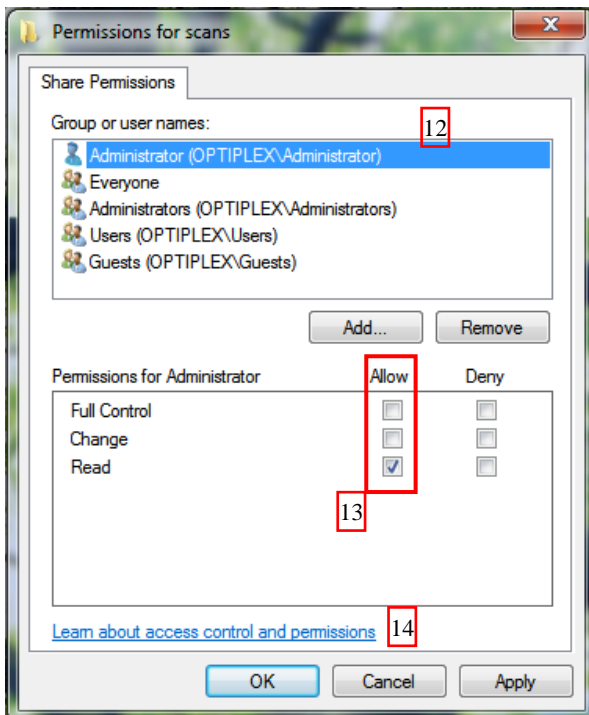 Permissions for scans
X
Share Permissions
Group or user names:
12
Administrator (OPTIPLEX\Administrator)
Everyone
Administrators (OPTIPLEX\Administrators)
Users (OPTIPLEX\Users)
Guests (OPTIPLEX\Guests)
Add... Remove
Permissions for Administrator Allow Deny
Full Control
Change
Read
13
Learn about access control and permissions 14
OK Cancel Apply